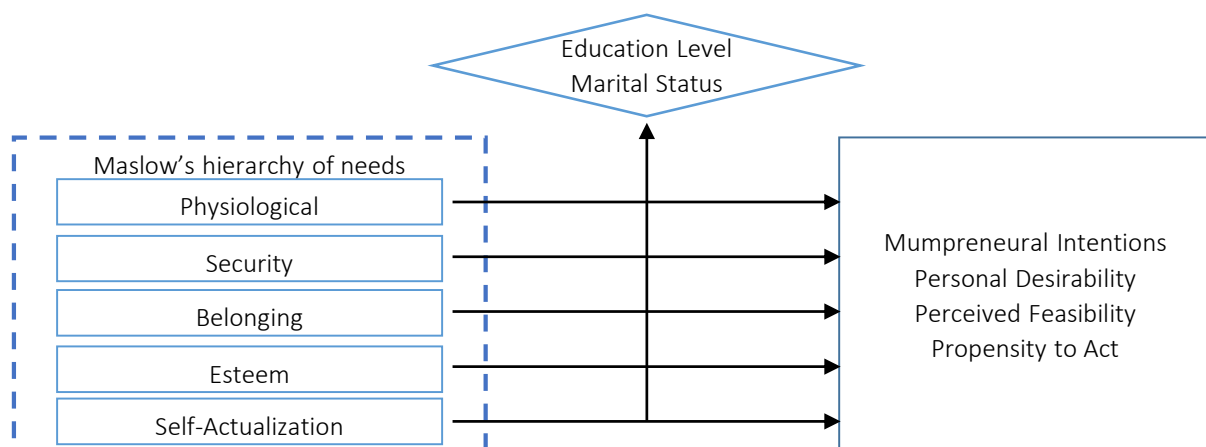 Education Level
Marital Status
Maslow’s hierarchy of needs
Physiological
Security
Belonging
Esteem
Self-Actualization
Mumpreneural Intentions
Personal Desirability
Perceived Feasibility
Propensity to Act